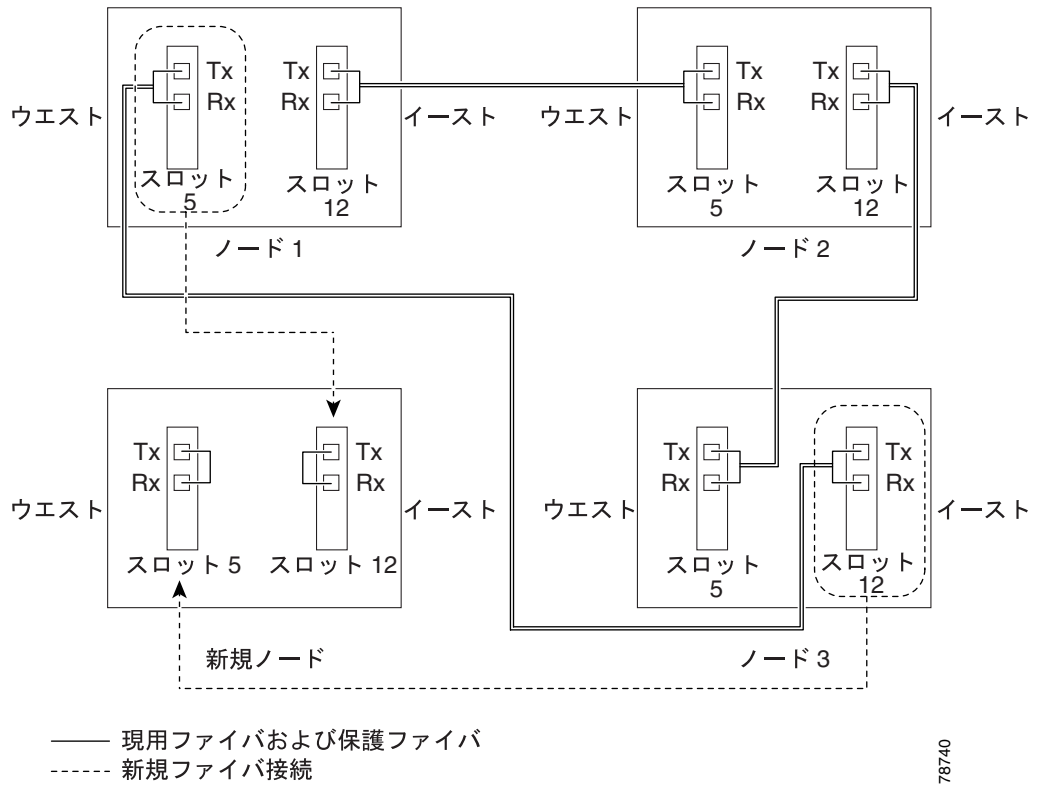 Tx
Rx
Tx
Rx
ウエスト
イースト
スロット
5
スロット
12
ノード 1
Tx
Rx
Tx
Rx
ウエスト
イースト
スロット
5
スロット
12
ノード 2
Tx
Rx
Tx
Rx
ウエスト
イースト
スロット 5
スロット 12
新規ノード
Tx
Rx
Tx
Rx
ウエスト
イースト
スロット
5
スロット
12
ノード 3
現用ファイバおよび保護ファイバ
新規ファイバ接続
78740